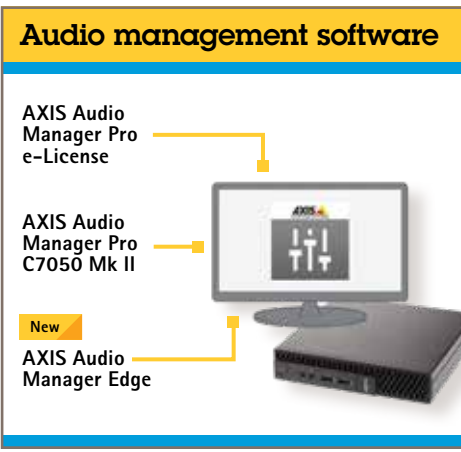 Audio management software
AXIS Audio
Manager Pro
e-License
AXIS
AXIS Audio
Manager Pro
C7050 Mk II
New
AXIS Audio
Manager Edge